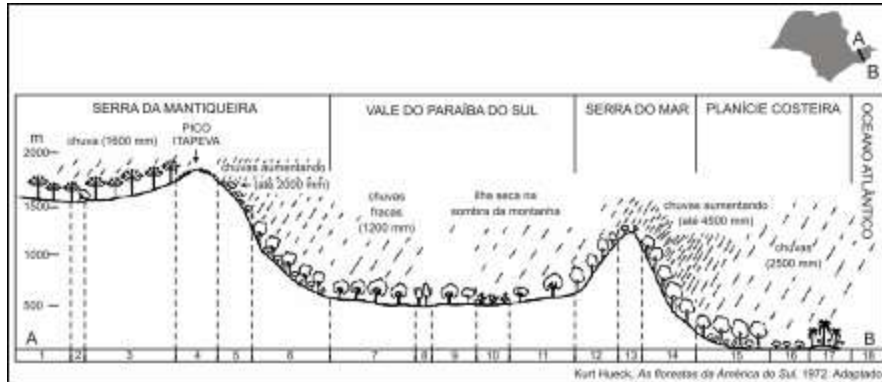 A
B
SERRA DA MANTIQUEIRA
VALE DO PARAÍBA DO SUL
SERRA DO MAR
PLANÍCIE COSTEIRA
OCEANO ATLÂNTICO
m
2000
1500
1000
500
chuva (1600 mm)
PICO
ITAPEVA
chuvas aumentando
(até 2000 mm)
chuvas
fracas
(1200 mm)
ilha seca na
sombra da montanha
chuvas aumentando
(até 4500 mm)
chuvas
(2500 mm)
A
B
1 2 3 4 5 6 7 8 9 10 11 12 13 14 15 16 17 18
Kurt Hueck, As florestas da América do Sul, 1972. Adaptado